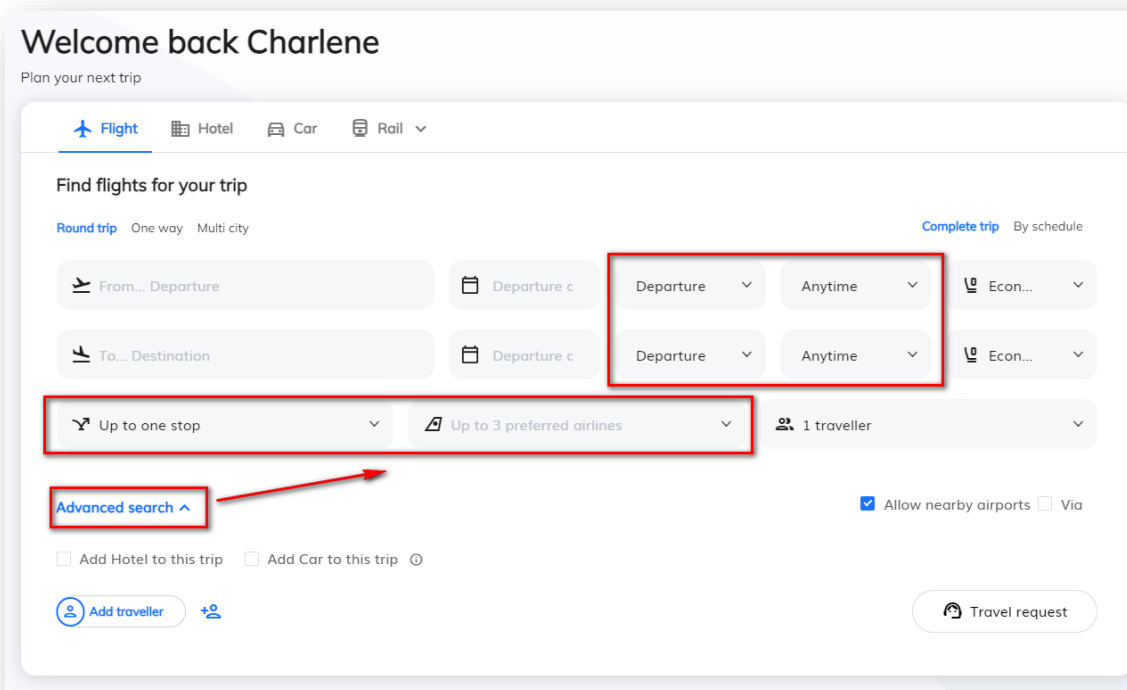 Welcome back Charlene
Plan your next trip
Flight Hotel Car Rail
Find flights for your trip
Round trip One way Multi city Complete trip By schedule
From... Departure Departure c Departure Anytime Econ...
To... Destination Departure c Departure Anytime Econ...
Up to one stop Up to 3 preferred airlines 1 traveller
Advanced search Allow nearby airports Via
Add Hotel to this trip Add Car to this trip
Add traveller Travel request